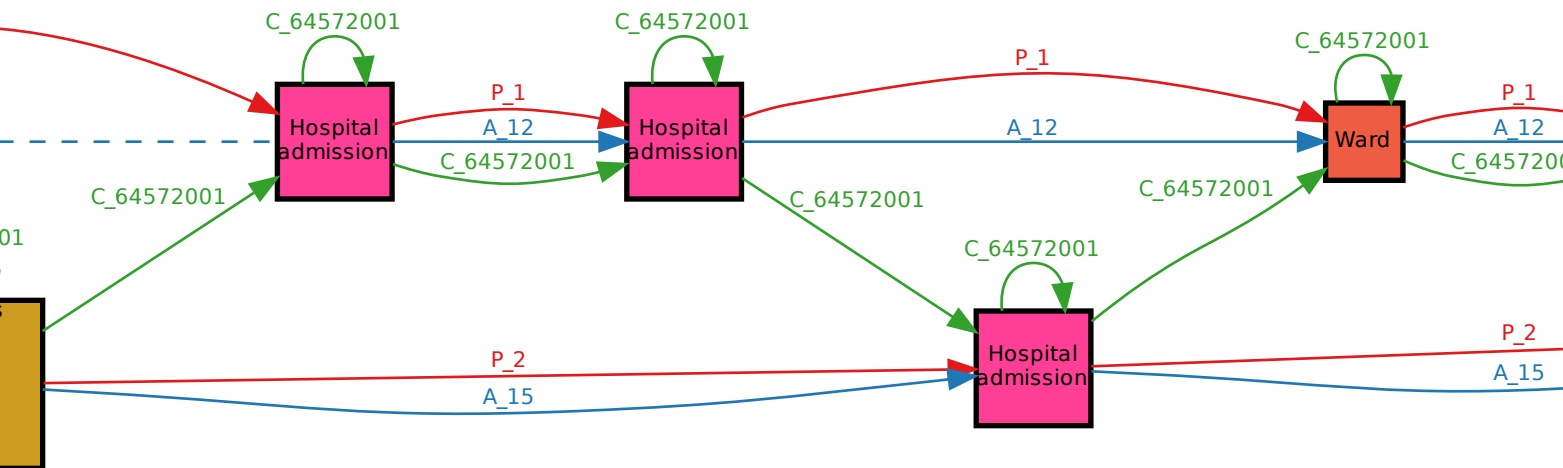 C_64572001
C_64572001
C_64572001
P_1
P_1
P_1
A_12
A_12
A_12
Hospital
admission
Hospital
admission
Ward
C_64572001
C_64572001
C_64572001
C_64572001
C_64572001
Hospital
admission
P_2
P_2
A_15
A_15